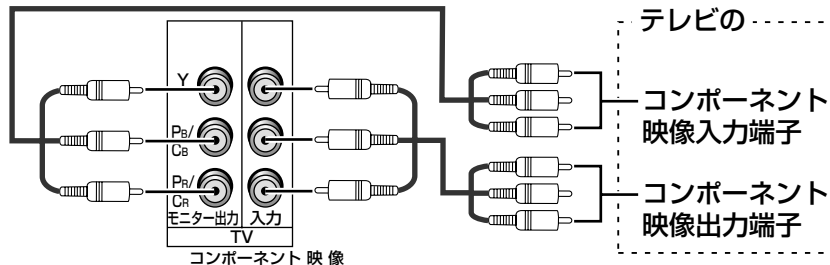 テレビの
Y
PB/
CB
PR/
CR
モニター出力 入力
TV
コンポーネント 映 像
コンポーネント
映像入力端子
コンポーネント
映像出力端子